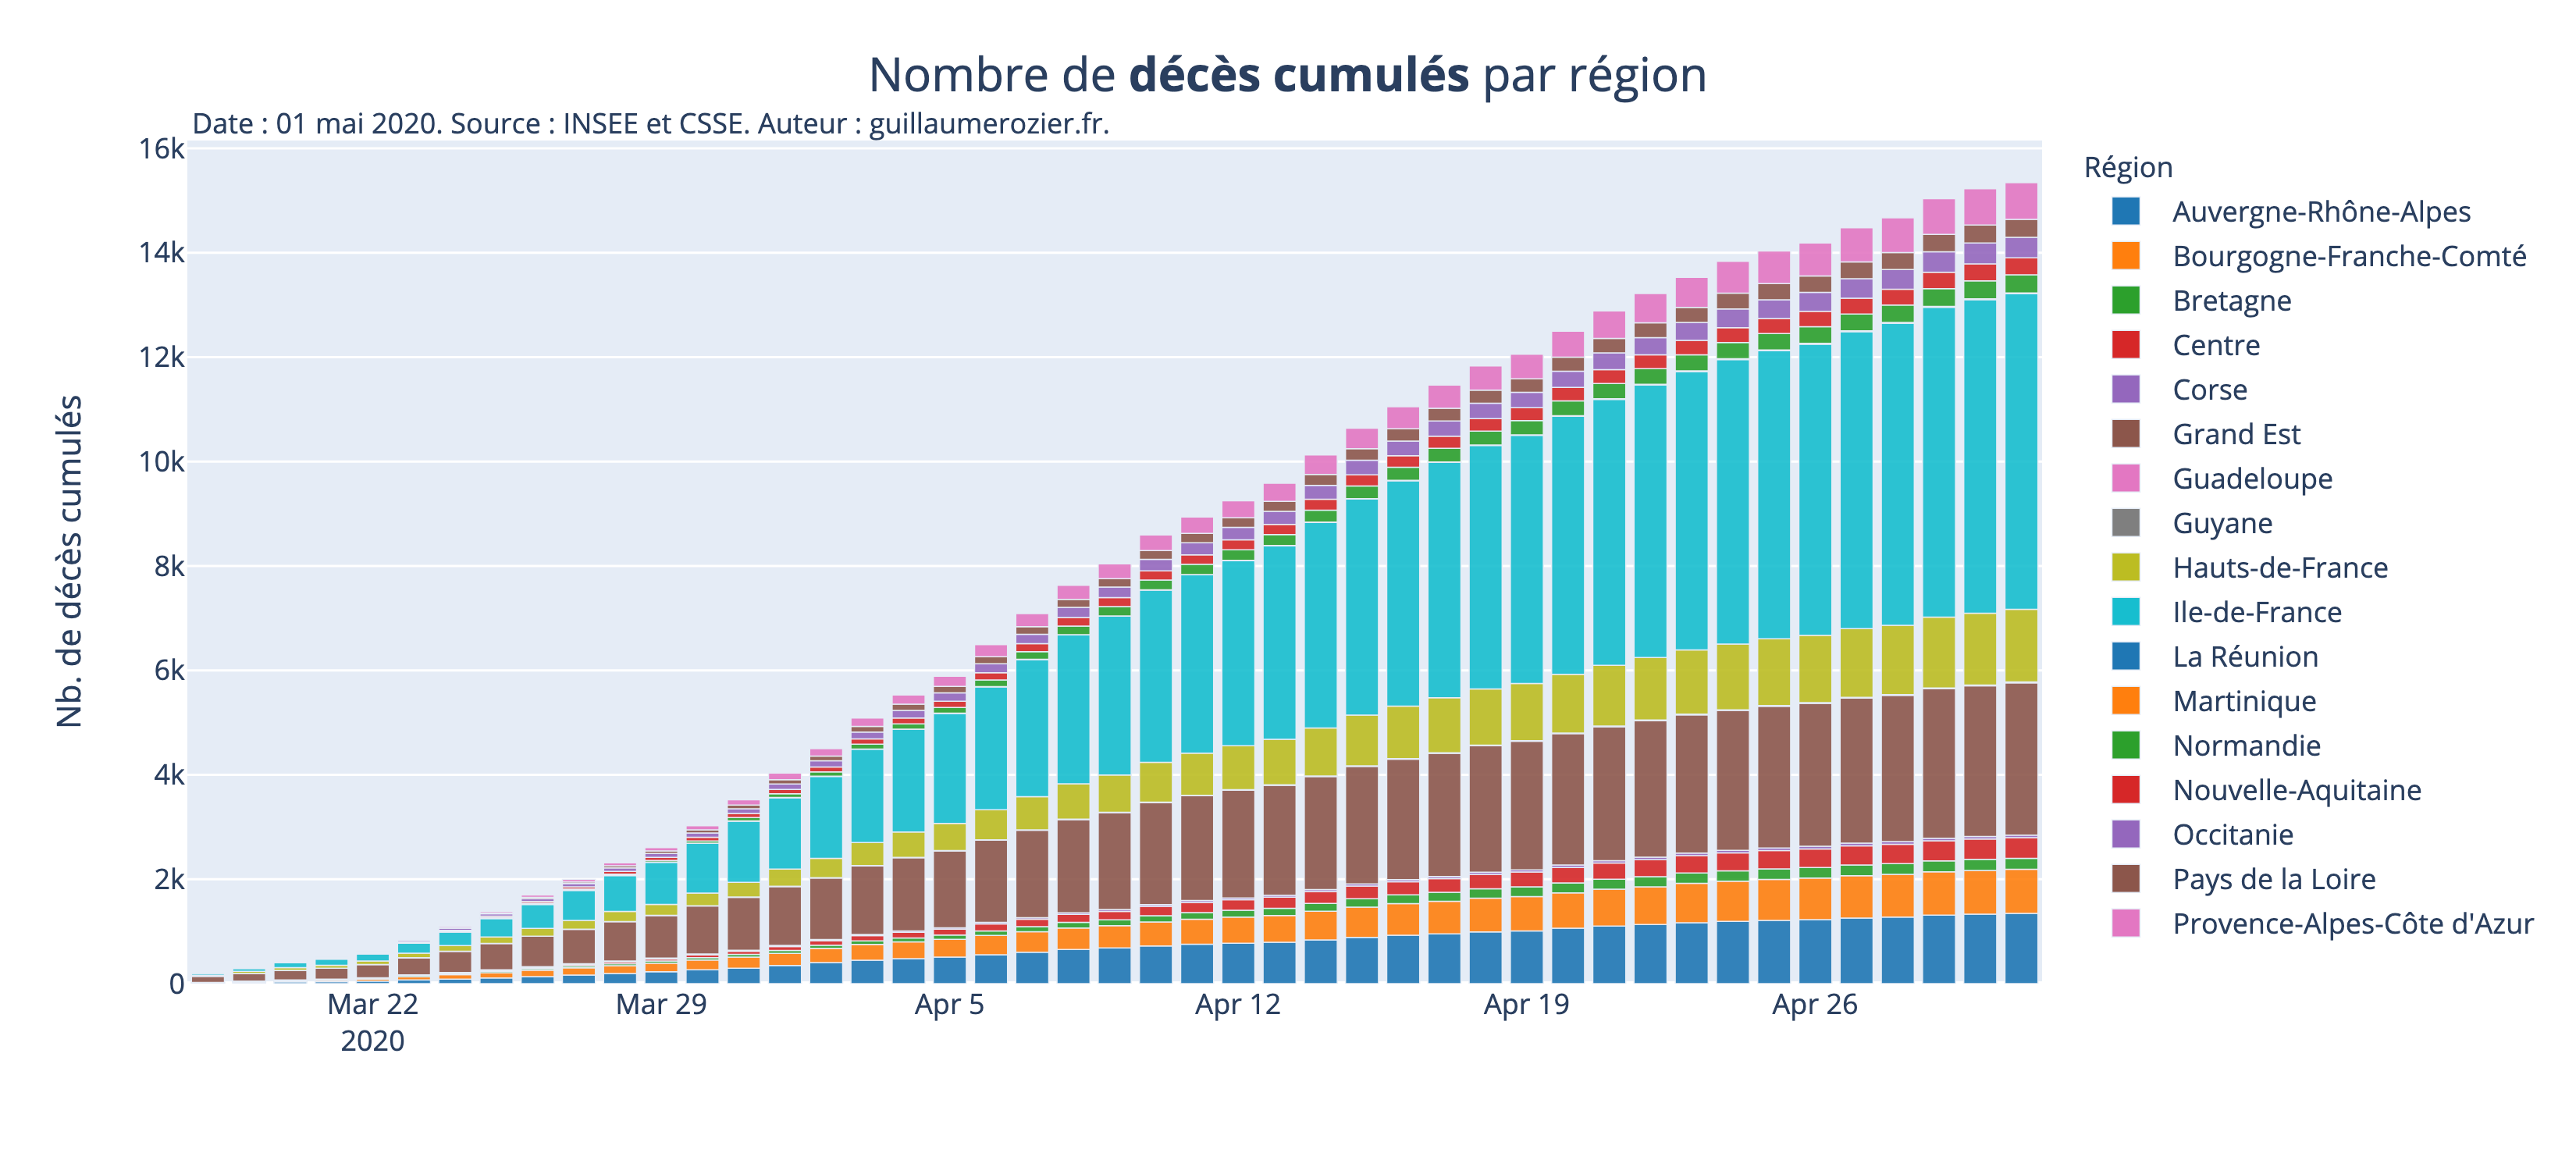 Nombre de décès cumulés par région
Date : 01 mai 2020. Source : INSEE et CSSE. Auteur : guillaumerozier.fr.
Nb. de décès cumulés
16k
14k
12k
10k
8k
6k
4k
2k
0
Mar 22
2020
Mar 29
Apr 5
Apr 12
Apr 19
Apr 26
Région
Auvergne-Rhône-Alpes
Bourgogne-Franche-Comté
Bretagne
Centre
Corse
Grand Est
Guadeloupe
Guyane
Hauts-de-France
Ile-de-France
La Réunion
Martinique
Normandie
Nouvelle-Aquitaine
Occitanie
Pays de la Loire
Provence-Alpes-Côte d'Azur